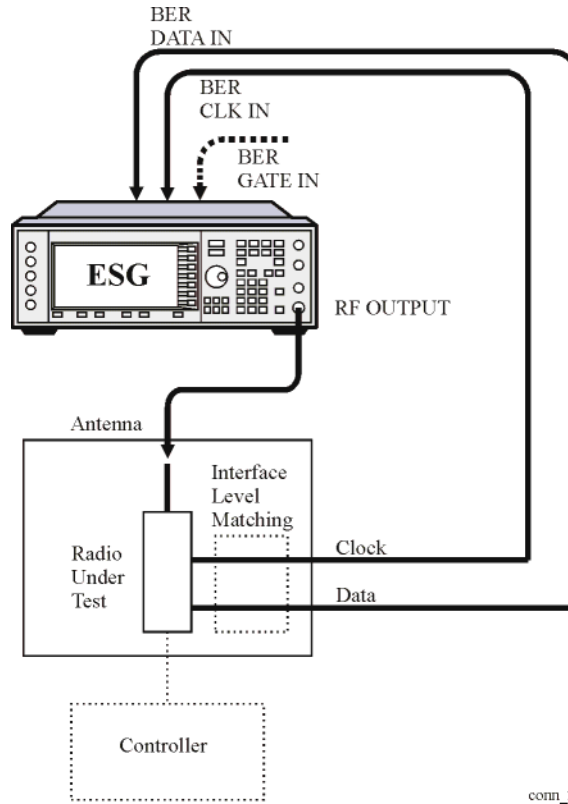 BER
DATA IN
BER
CLK IN
BER
GATE IN
ESG
RF OUTPUT
Antenna
Interface
Level
Matching
Radio
Under
Test
Clock
Data
Controller